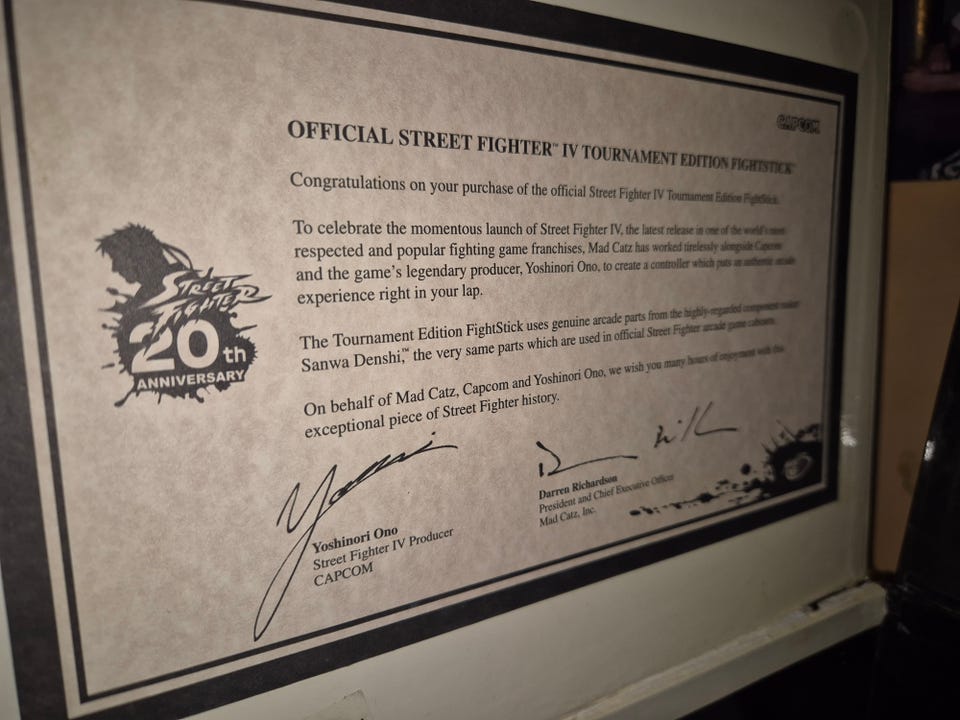 CAPCOM
OFFICIAL STREET FIGHTER™ IV TOURNAMENT EDITION FIGHTSTICK™
Congratulations on your purchase of the official Street Fighter IV Tournament Edition FightStick.
To celebrate the momentous launch of Street Fighter IV, the latest release in one of the world's most
respected and popular fighting game franchises, Mad Catz has worked tirelessly alongside Capcom
and the game's legendary producer, Yoshinori Ono, to create a controller which puts an authentic arcade
experience right in your lap.
The Tournament Edition FightStick uses genuine arcade parts from the highly-regarded component maker
Sanwa Denshi,™ the very same parts which are used in official Street Fighter arcade game cabinets.
On behalf of Mad Catz, Capcom and Yoshinori Ono, we wish you many hours of enjoyment with this
exceptional piece of Street Fighter history.
STREET
FIGHTER
20th
ANNIVERSARY
Yoshinori Ono
Street Fighter IV Producer
CAPCOM
Darren Richardson
President and Chief Executive Officer
Mad Catz, Inc.